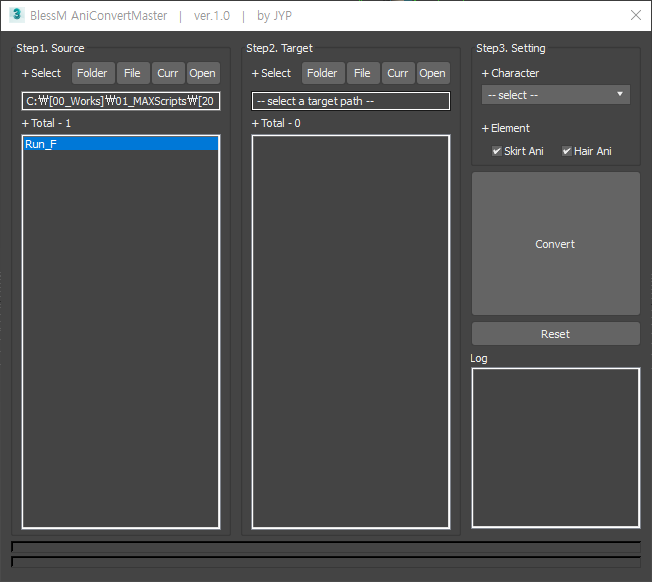 3 BlessM AniConvertMaster | ver.1.0 | by JYP
Step1. Source
+ Select Folder File Curr Open
C:₩[00_Works]₩01_MAXScripts₩[20
+ Total - 1
Run_F
Step2. Target
+ Select Folder File Curr Open
-- select a target path --
+ Total - 0
Step3. Setting
+ Character
-- select --
+ Element
Skirt Ani Hair Ani
Convert
Reset
Log